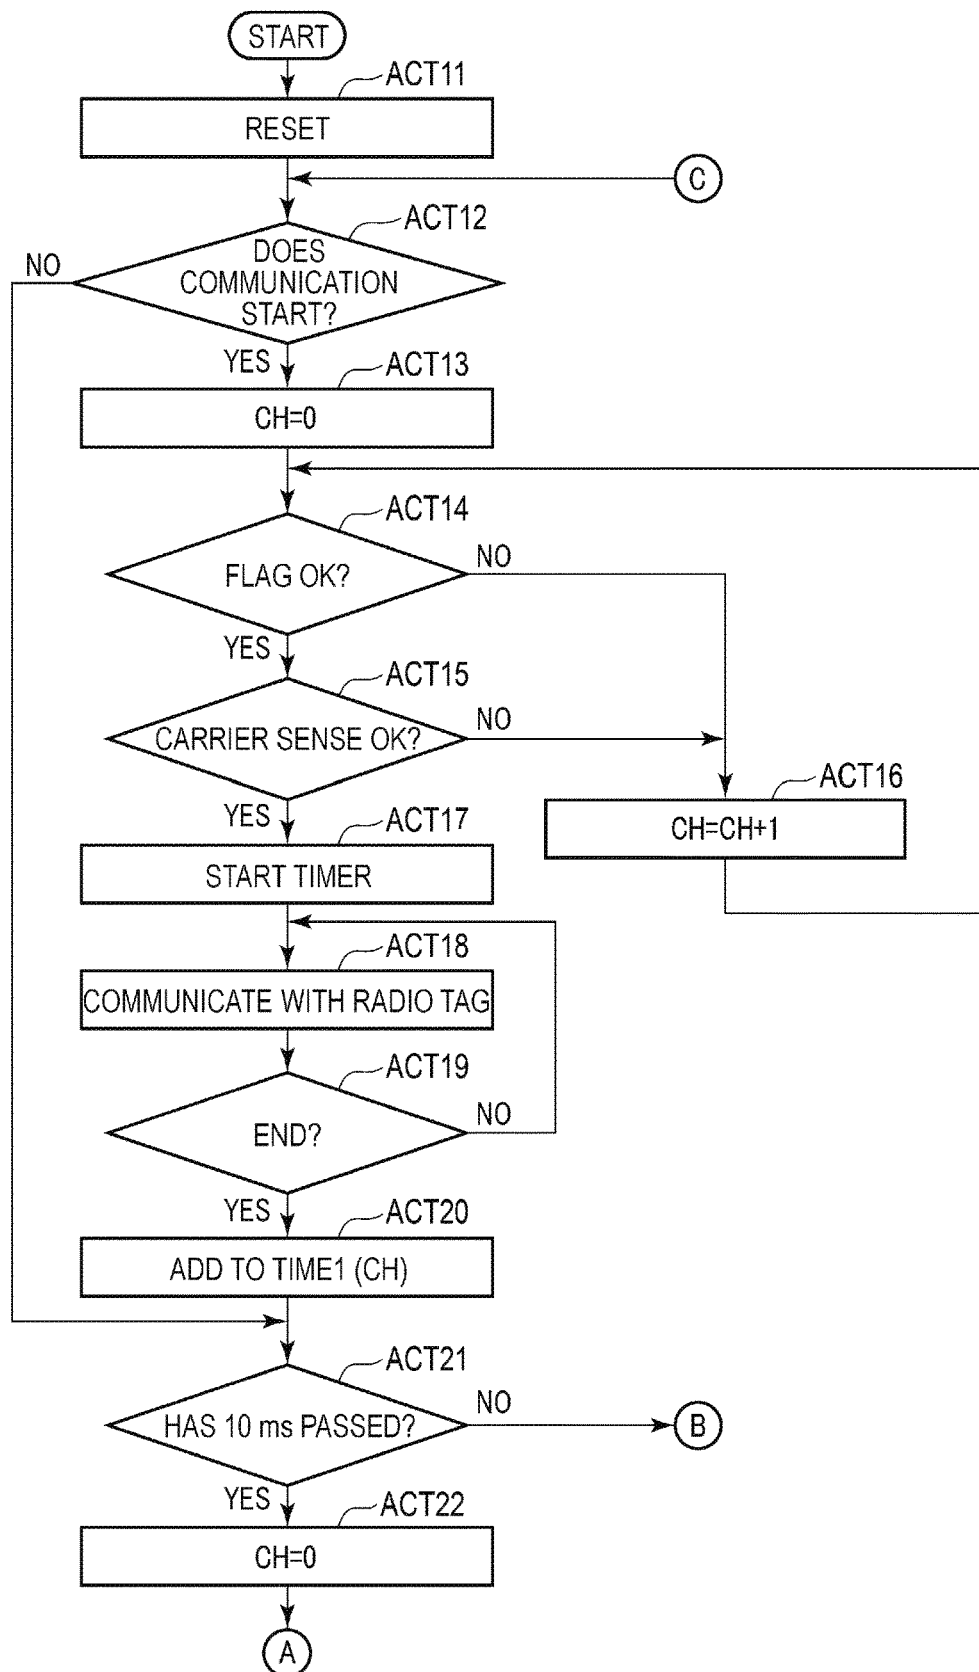 START
ACT11
RESET
C
ACT12
DOES
COMMUNICATION
START?
NO
YES
ACT13
CH=0
ACT14
FLAG OK?
NO
YES
ACT15
CARRIER SENSE OK?
NO
ACT16
CH=CH+1
YES
ACT17
START TIMER
ACT18
COMMUNICATE WITH RADIO TAG
ACT19
END?
NO
YES
ACT20
ADD TO TIME1 (CH)
ACT21
HAS 10 ms PASSED?
NO
B
YES
ACT22
CH=0
A